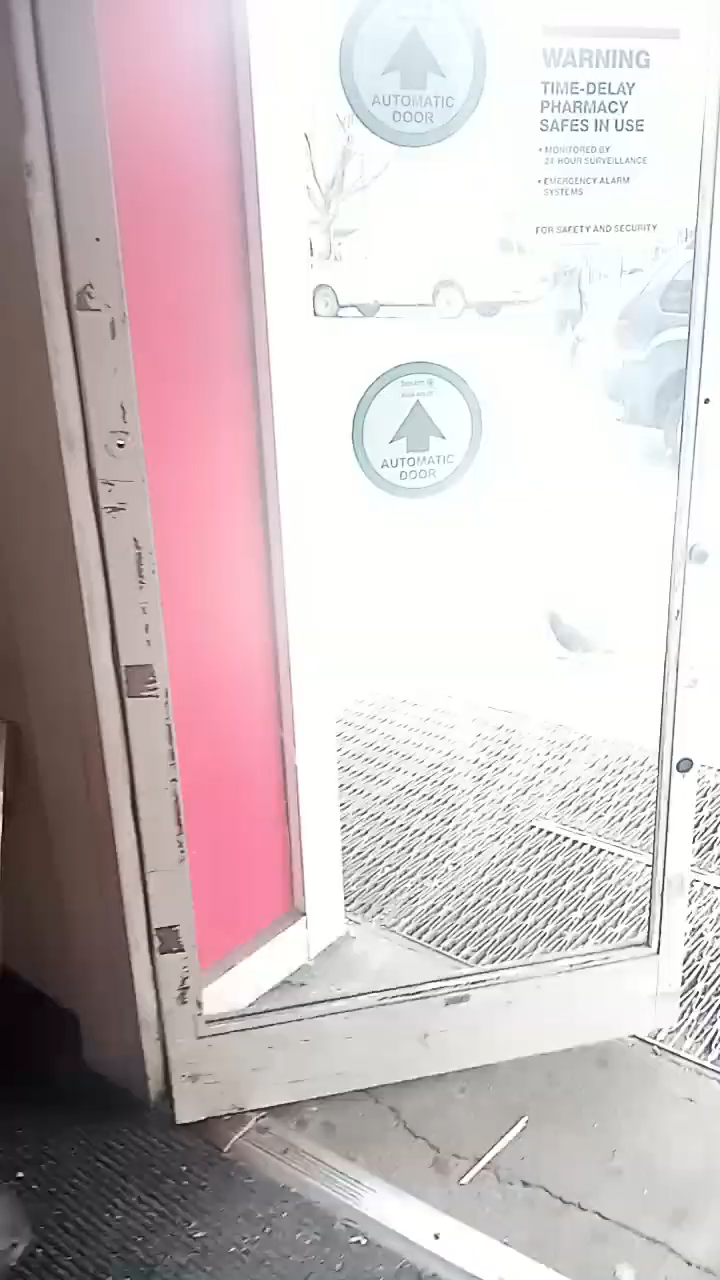 AUTOMATIC
DOOR
WARNING
TIME-DELAY
PHARMACY
SAFES IN USE
• MONITORED BY
24 HOUR SURVEILLANCE
• EMERGENCY ALARM
SYSTEMS
FOR SAFETY AND SECURITY
AUTOMATIC
DOOR